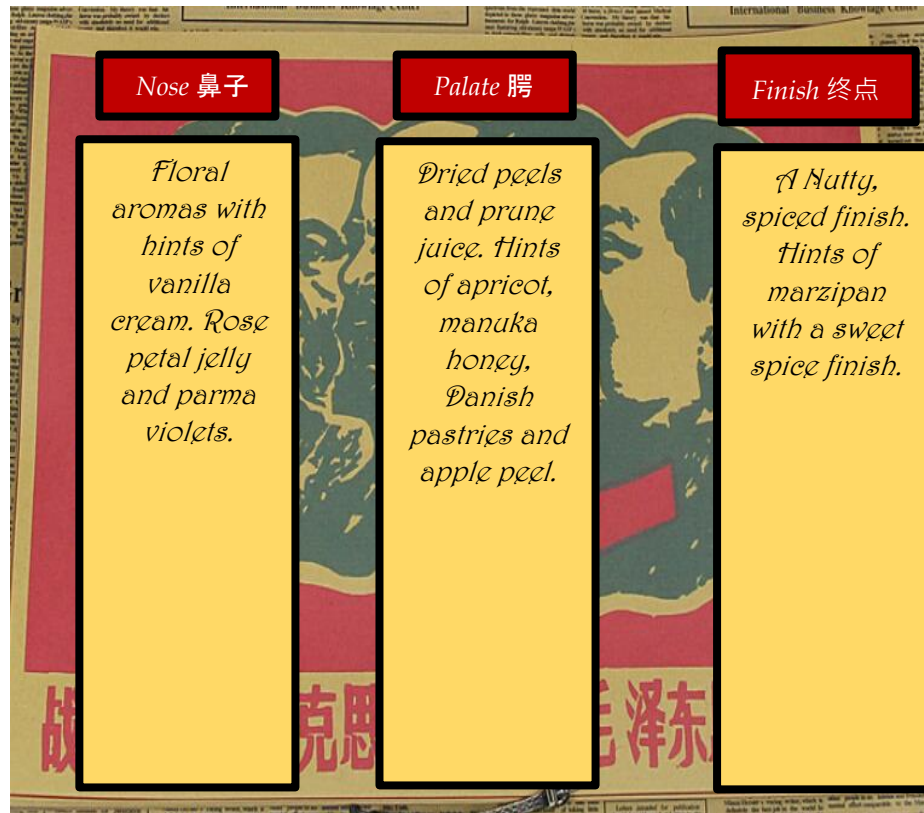 International Business Knowledge Center
International Business Knowledge Center
Nose 鼻子
Palate 腭
Finish 终点
Floral
aromas with
hints of
vanilla
cream. Rose
petal jelly
and parma
violets.
Dried peels
and prune
juice. Hints
of apricot,
manuka
honey,
Danish
pastries and
apple peel.
A Nutty,
spiced finish.
Hints of
marzipan
with a sweet
spice finish.
战 克思 毛泽东